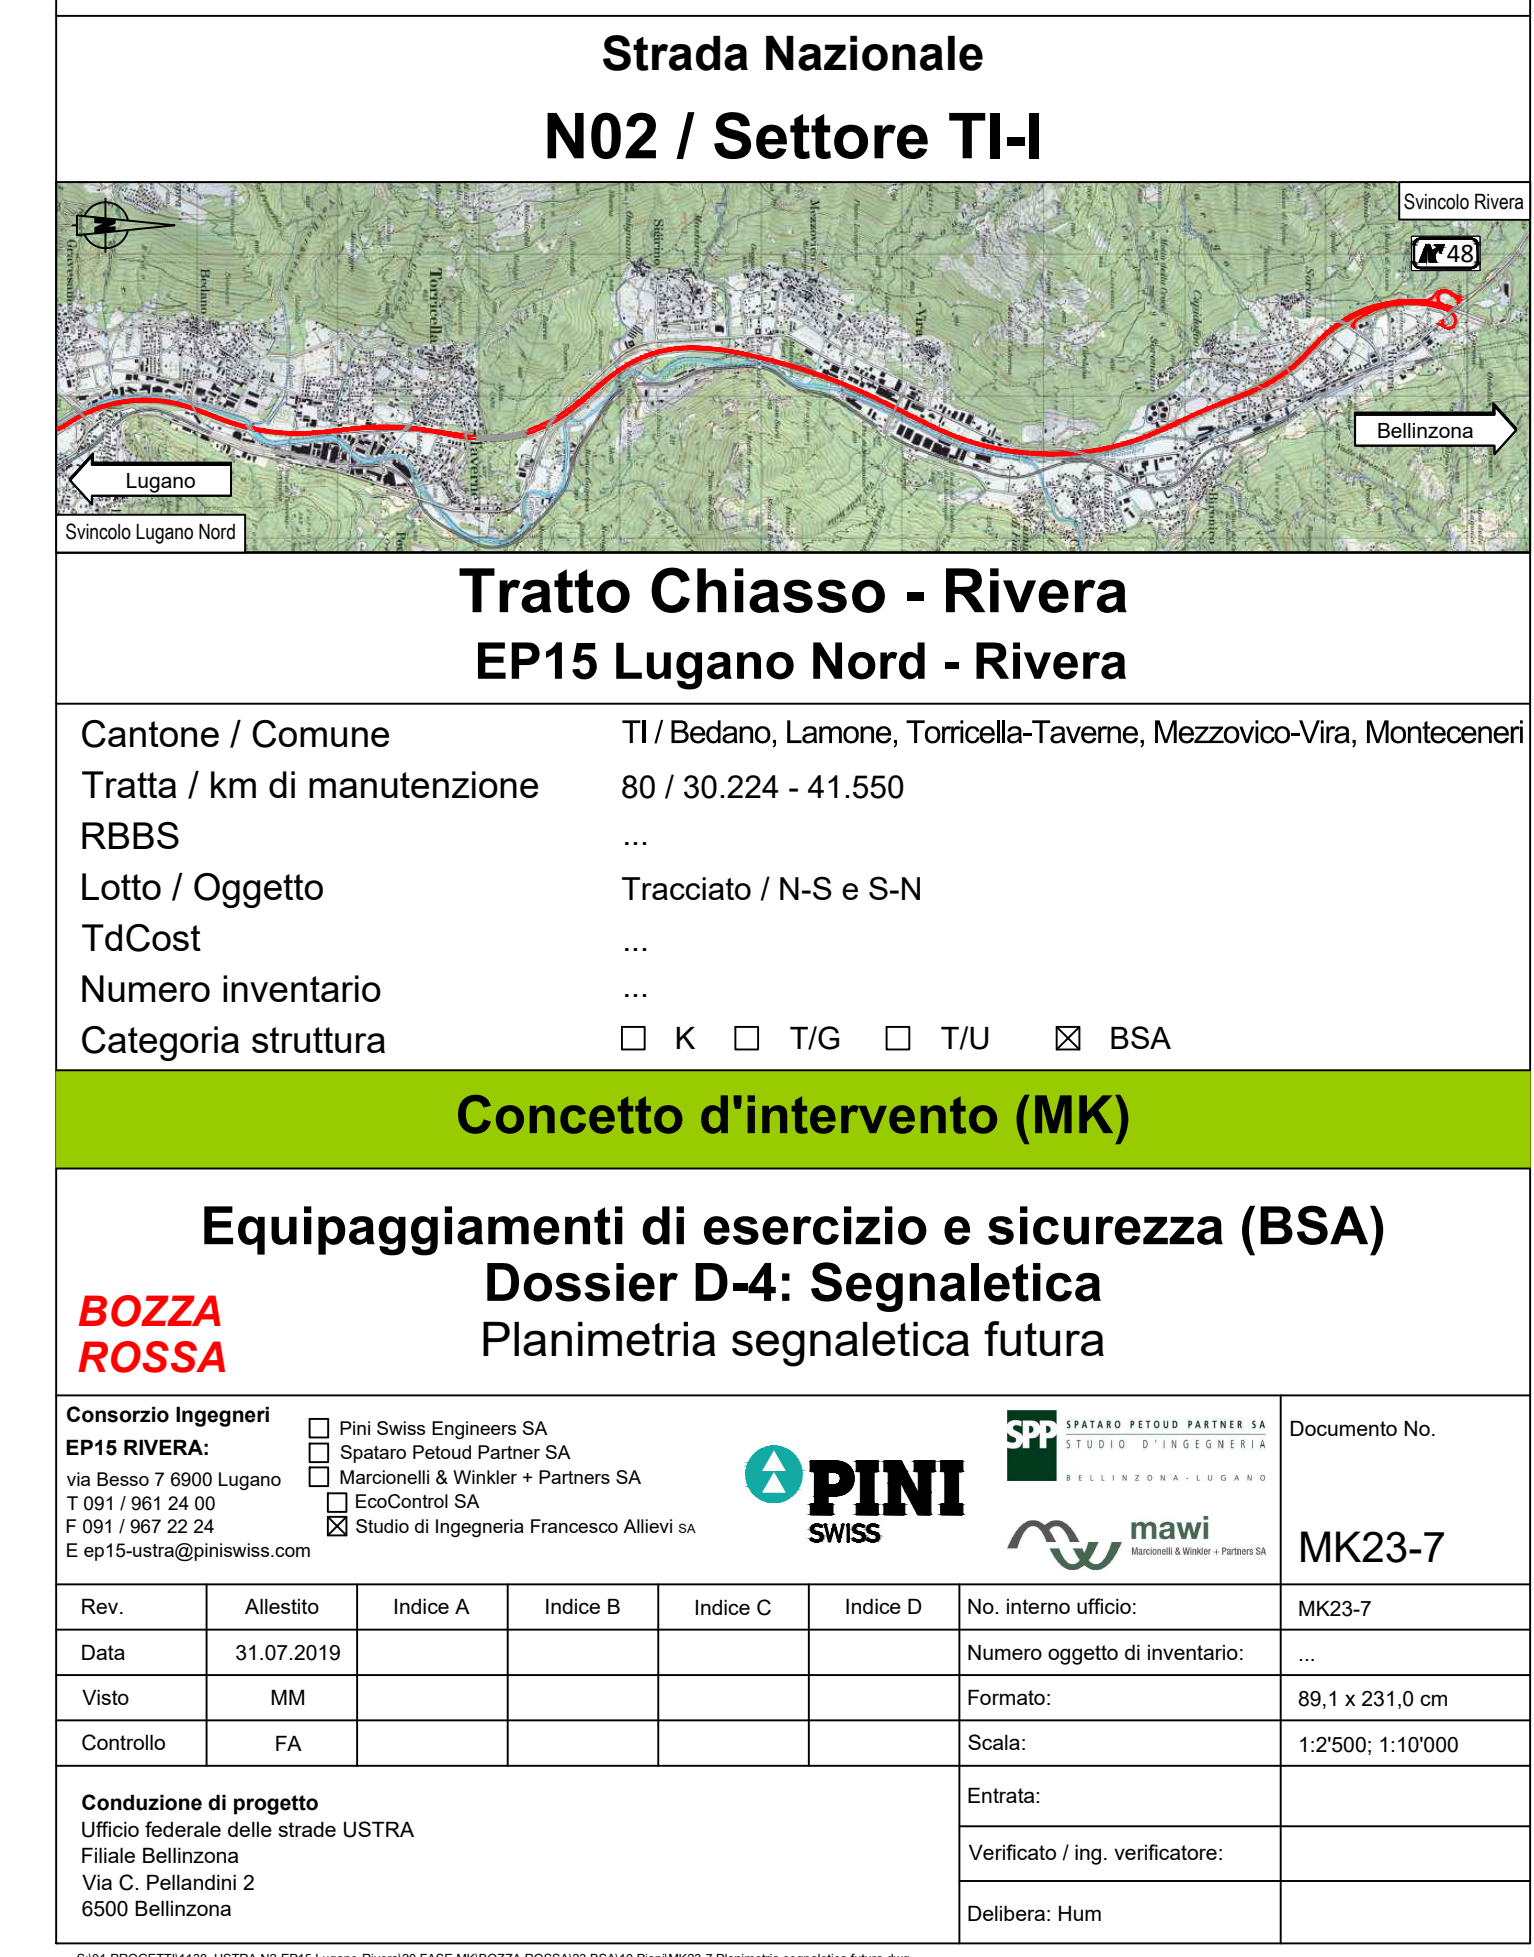 Strada Nazionale
N02 / Settore TI-I
Svincolo Rivera
48
N
Gravesano
Bedano
Torricella
Taverne
Sigirino
Mezzovico
Vira
Bellinzona
Lugano
Svincolo Lugano Nord
Tratto Chiasso - Rivera
EP15 Lugano Nord - Rivera
Cantone / Comune TI / Bedano, Lamone, Torricella-Taverne, Mezzovico-Vira, Monteceneri
Tratta / km di manutenzione 80 / 30.224 - 41.550
RBBS ...
Lotto / Oggetto Tracciato / N-S e S-N
TdCost ...
Numero inventario ...
Categoria struttura ☐ K ☐ T/G ☐ T/U ☒ BSA
Concetto d'intervento (MK)
Equipaggiamenti di esercizio e sicurezza (BSA)
Dossier D-4: Segnaletica
Planimetria segnaletica futura
BOZZA
ROSSA
Consorzio Ingegneri
EP15 RIVERA:
via Besso 7 6900 Lugano
T 091 / 961 24 00
F 091 / 967 22 24
E ep15-ustra@piniswiss.com
☐ Pini Swiss Engineers SA
☐ Spataro Petoud Partner SA
☐ Marcionelli & Winkler + Partners SA
☐ EcoControl SA
☒ Studio di Ingegneria Francesco Allievi SA
PINI
SWISS
SPP
SPATARO PETOUD PARTNER SA
STUDIO D'INGEGNERIA
BELLINZONA-LUGANO
mawi
Marcionelli & Winkler + Partners SA
Documento No.
MK23-7
Rev. Allestito Indice A Indice B Indice C Indice D No. interno ufficio: MK23-7
Data 31.07.2019 Numero oggetto di inventario: ...
Visto MM Formato: 89,1 x 231,0 cm
Controllo FA Scala: 1:2'500; 1:10'000
Conduzione di progetto
Ufficio federale delle strade USTRA
Filiale Bellinzona
Via C. Pellandini 2
6500 Bellinzona
Entrata:
Verificato / ing. verificatore:
Delibera: Hum